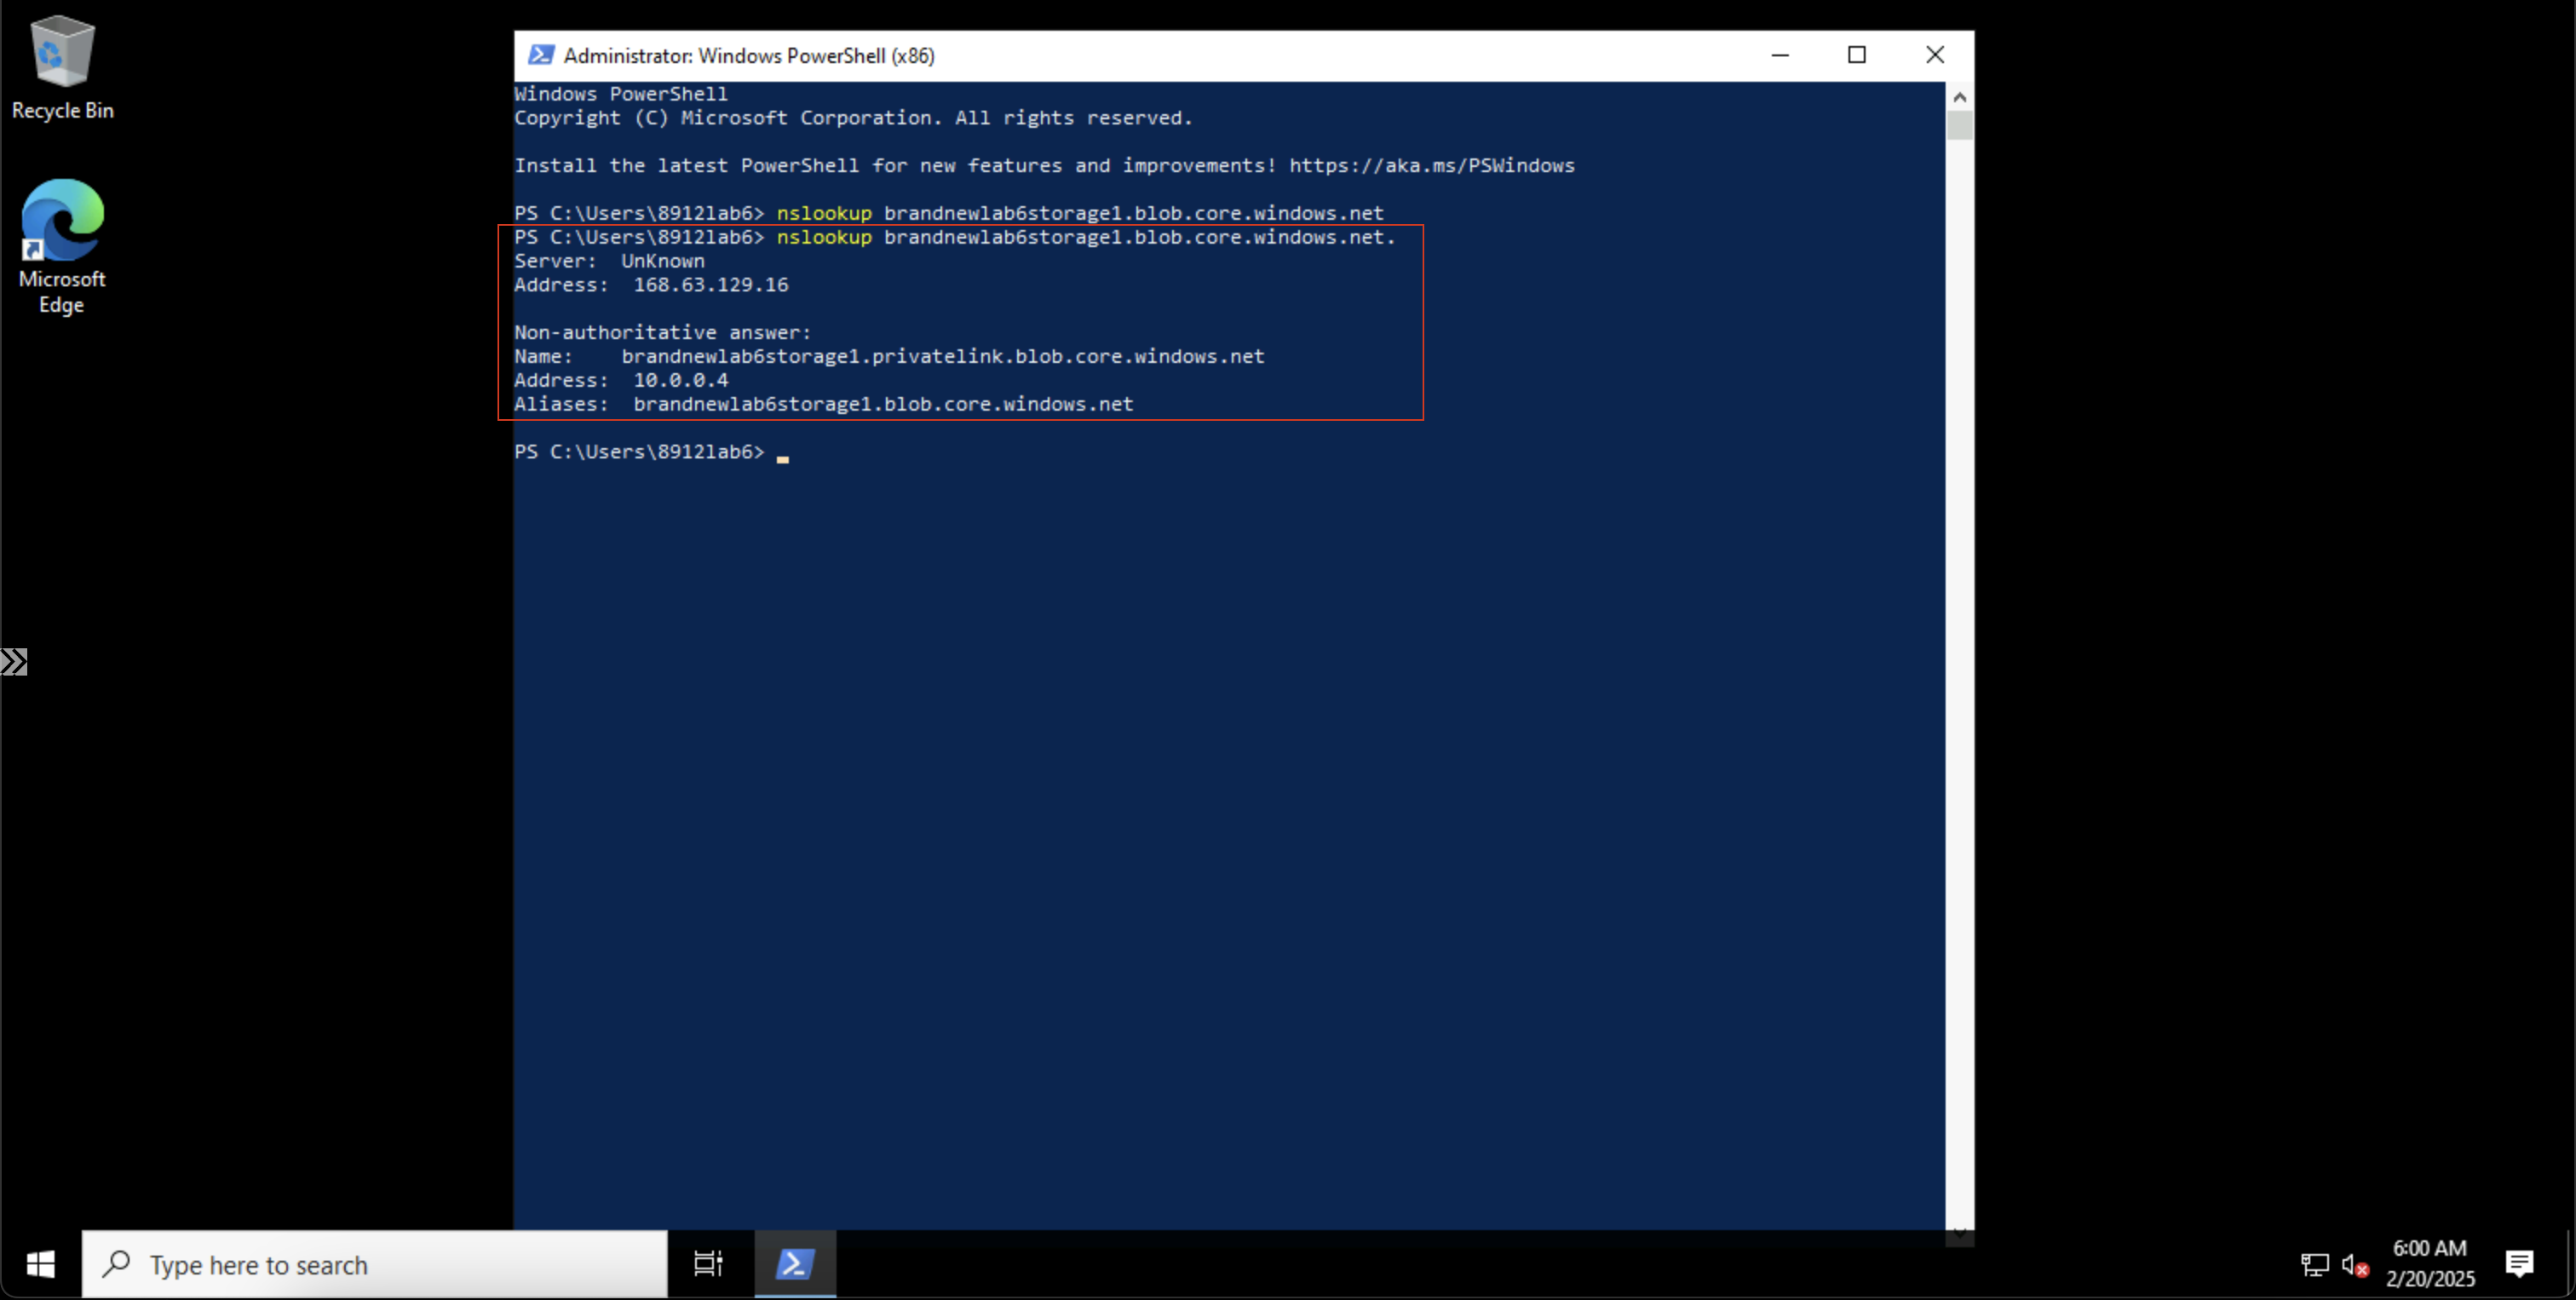 Recycle Bin
Microsoft
Edge
Administrator: Windows PowerShell (x86)
Windows PowerShell
Copyright (C) Microsoft Corporation. All rights reserved.
Install the latest PowerShell for new features and improvements! https://aka.ms/PSWindows
PS C:\Users\8912lab6> nslookup brandnewlab6storage1.blob.core.windows.net
PS C:\Users\8912lab6> nslookup brandnewlab6storage1.blob.core.windows.net.
Server:  UnKnown
Address:  168.63.129.16
Non-authoritative answer:
Name:    brandnewlab6storage1.privatelink.blob.core.windows.net
Address:  10.0.0.4
Aliases:  brandnewlab6storage1.blob.core.windows.net
PS C:\Users\8912lab6>
Type here to search
6:00 AM
2/20/2025